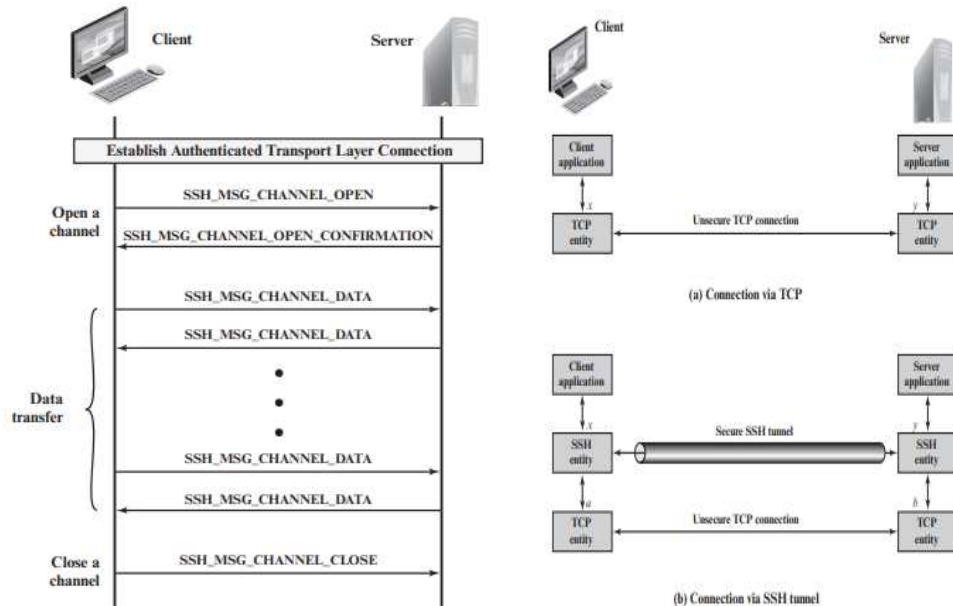 Client
Server
Establish Authenticated Transport Layer Connection
Open a
channel
SSH_MSG_CHANNEL_OPEN
SSH_MSG_CHANNEL_OPEN_CONFIRMATION
Data
transfer
SSH_MSG_CHANNEL_DATA
SSH_MSG_CHANNEL_DATA
SSH_MSG_CHANNEL_DATA
SSH_MSG_CHANNEL_DATA
Close a
channel
SSH_MSG_CHANNEL_CLOSE
Client
Server
Client
application
Server
application
x
y
TCP
entity
Unsecure TCP connection
TCP
entity
(a) Connection via TCP
Client
application
Server
application
x
y
SSH
entity
Secure SSH tunnel
SSH
entity
a
b
TCP
entity
Unsecure TCP connection
TCP
entity
(b) Connection via SSH tunnel